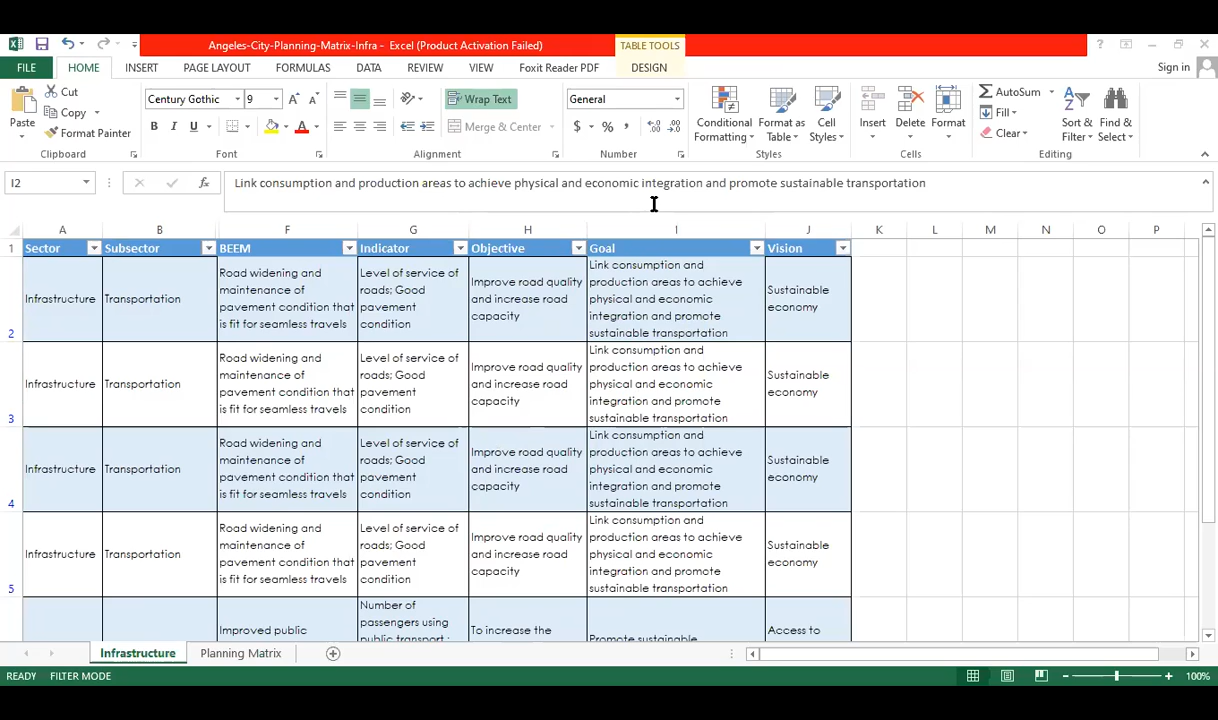 Angeles-City-Planning-Matrix-Infra - Excel (Product Activation Failed)
TABLE TOOLS
?
FILE
HOME
INSERT
PAGE LAYOUT
FORMULAS
DATA
REVIEW
VIEW
Foxit Reader PDF
DESIGN
Sign in
Paste
Cut
Copy
Format Painter
Clipboard
Century Gothic
9
B I U
Font
Wrap Text
Merge & Center
Alignment
General
$ % ,
Number
Conditional
Formatting
Format as
Table
Cell
Styles
Styles
Insert
Delete
Format
Cells
AutoSum
Fill
Clear
Sort &
Filter
Find &
Select
Editing
I2
Link consumption and production areas to achieve physical and economic integration and promote sustainable transportation
A B F G H I J K L M N O P
1 Sector Subsector BEEM Indicator Objective Goal Vision
2
Infrastructure
Transportation
Road widening and
maintenance of
pavement condition that
is fit for seamless travels
Level of service of
roads; Good
pavement
condition
Improve road quality
and increase road
capacity
Link consumption and
production areas to achieve
physical and economic
integration and promote
sustainable transportation
Sustainable
economy
3
Infrastructure
Transportation
Road widening and
maintenance of
pavement condition that
is fit for seamless travels
Level of service of
roads; Good
pavement
condition
Improve road quality
and increase road
capacity
Link consumption and
production areas to achieve
physical and economic
integration and promote
sustainable transportation
Sustainable
economy
4
Infrastructure
Transportation
Road widening and
maintenance of
pavement condition that
is fit for seamless travels
Level of service of
roads; Good
pavement
condition
Improve road quality
and increase road
capacity
Link consumption and
production areas to achieve
physical and economic
integration and promote
sustainable transportation
Sustainable
economy
5
Infrastructure
Transportation
Road widening and
maintenance of
pavement condition that
is fit for seamless travels
Level of service of
roads; Good
pavement
condition
Improve road quality
and increase road
capacity
Link consumption and
production areas to achieve
physical and economic
integration and promote
sustainable transportation
Sustainable
economy
Improved public
Number of
passengers using
public transport ;
To increase the
Promote sustainable
Access to
Infrastructure
Planning Matrix
READY
FILTER MODE
100%